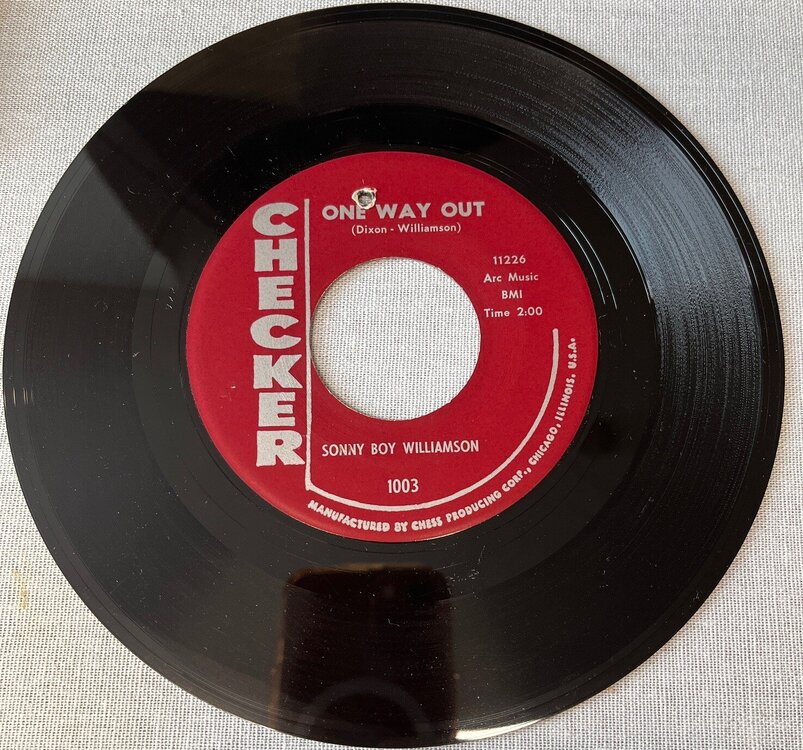 CHECKER
ONE WAY OUT
(Dixon - Williamson)
11226
Arc Music
BMI
Time 2:00
SONNY BOY WILLIAMSON
1003
MANUFACTURED BY CHESS PRODUCING CORP., CHICAGO, ILLINOIS, U.S.A.